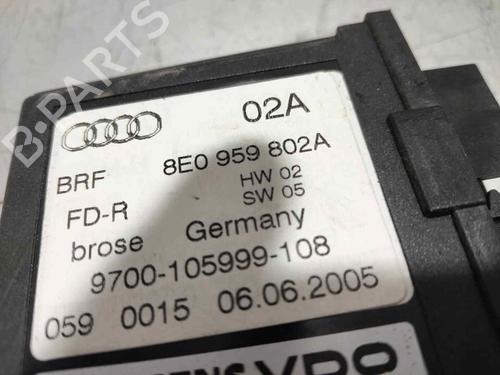 B-PARTS
02A
BRF 8E0 959 802A
HW 02
FD-R SW 05
brose Germany
9700-105999-108
059 0015 06.06.2005